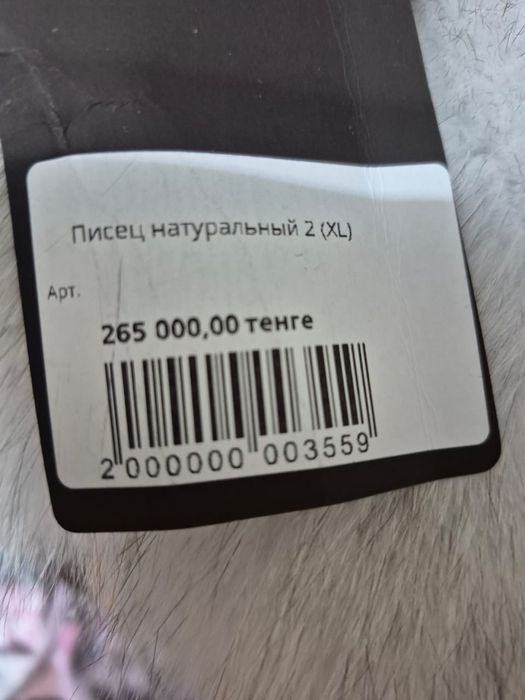 Писец натуральный 2 (XL)
Арт.
265 000,00 тенге
2 000000 003559